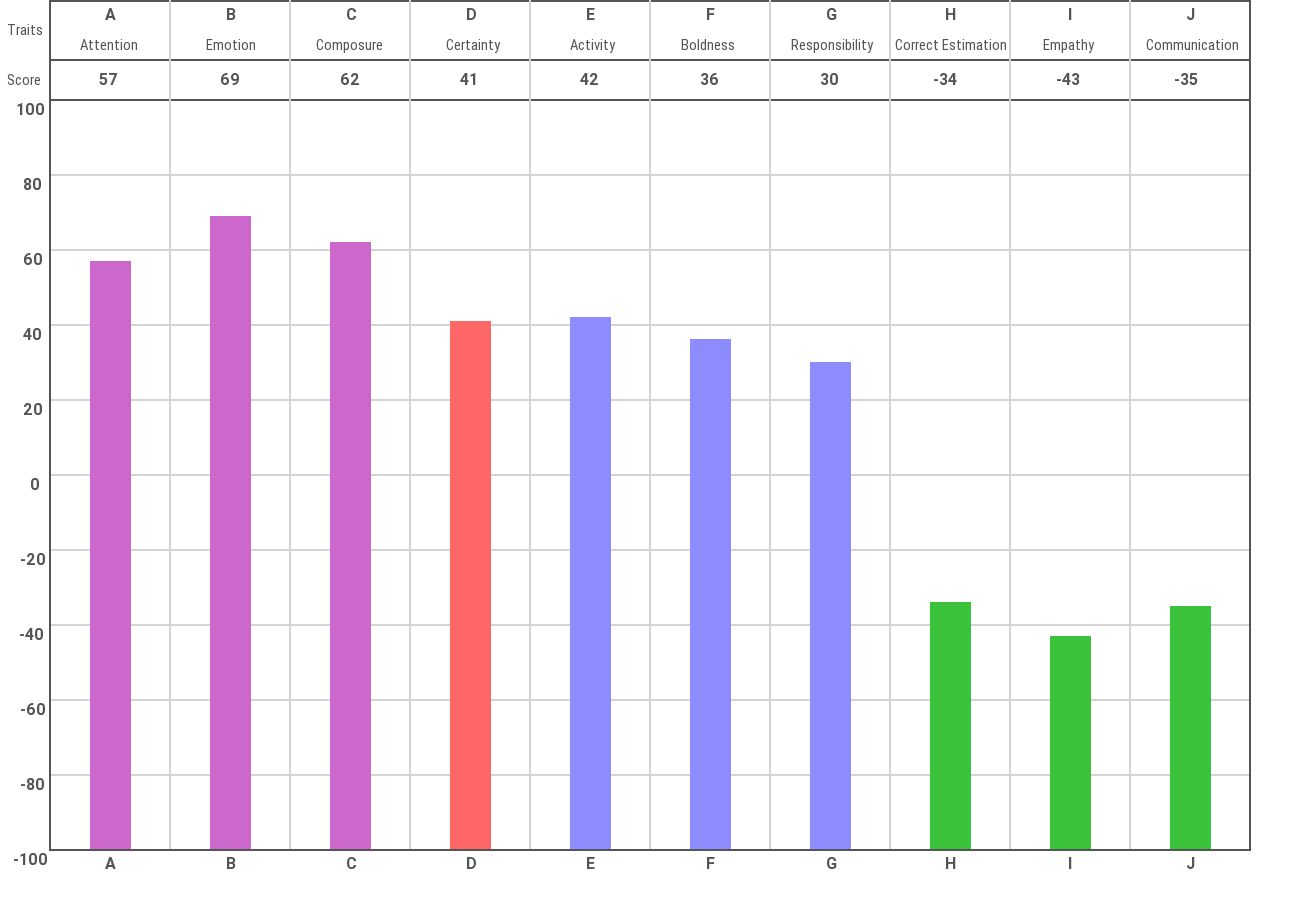 Traits
A B C D E F G H I J
Attention Emotion Composure Certainty Activity Boldness Responsibility Correct Estimation Empathy Communication
Score 57 69 62 41 42 36 30 -34 -43 -35
100
80
60
40
20
0
-20
-40
-60
-80
-100
A B C D E F G H I J